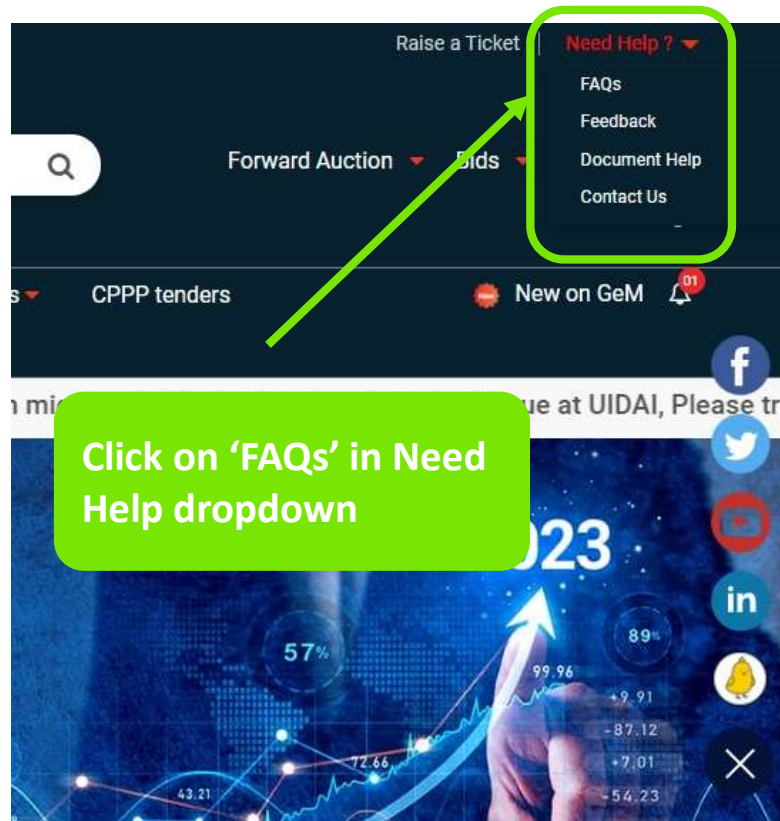 Raise a Ticket | Need Help ?
FAQs
Feedback
Document Help
Contact Us
Forward Auction
Bids
CPPP tenders
New on GeM
01
at UIDAI, Please
Click on ‘FAQs’ in Need
Help dropdown
57%
89%
99.96
+9.91
-87.12
72.66
+7.01
43.21
-54.23
f
in